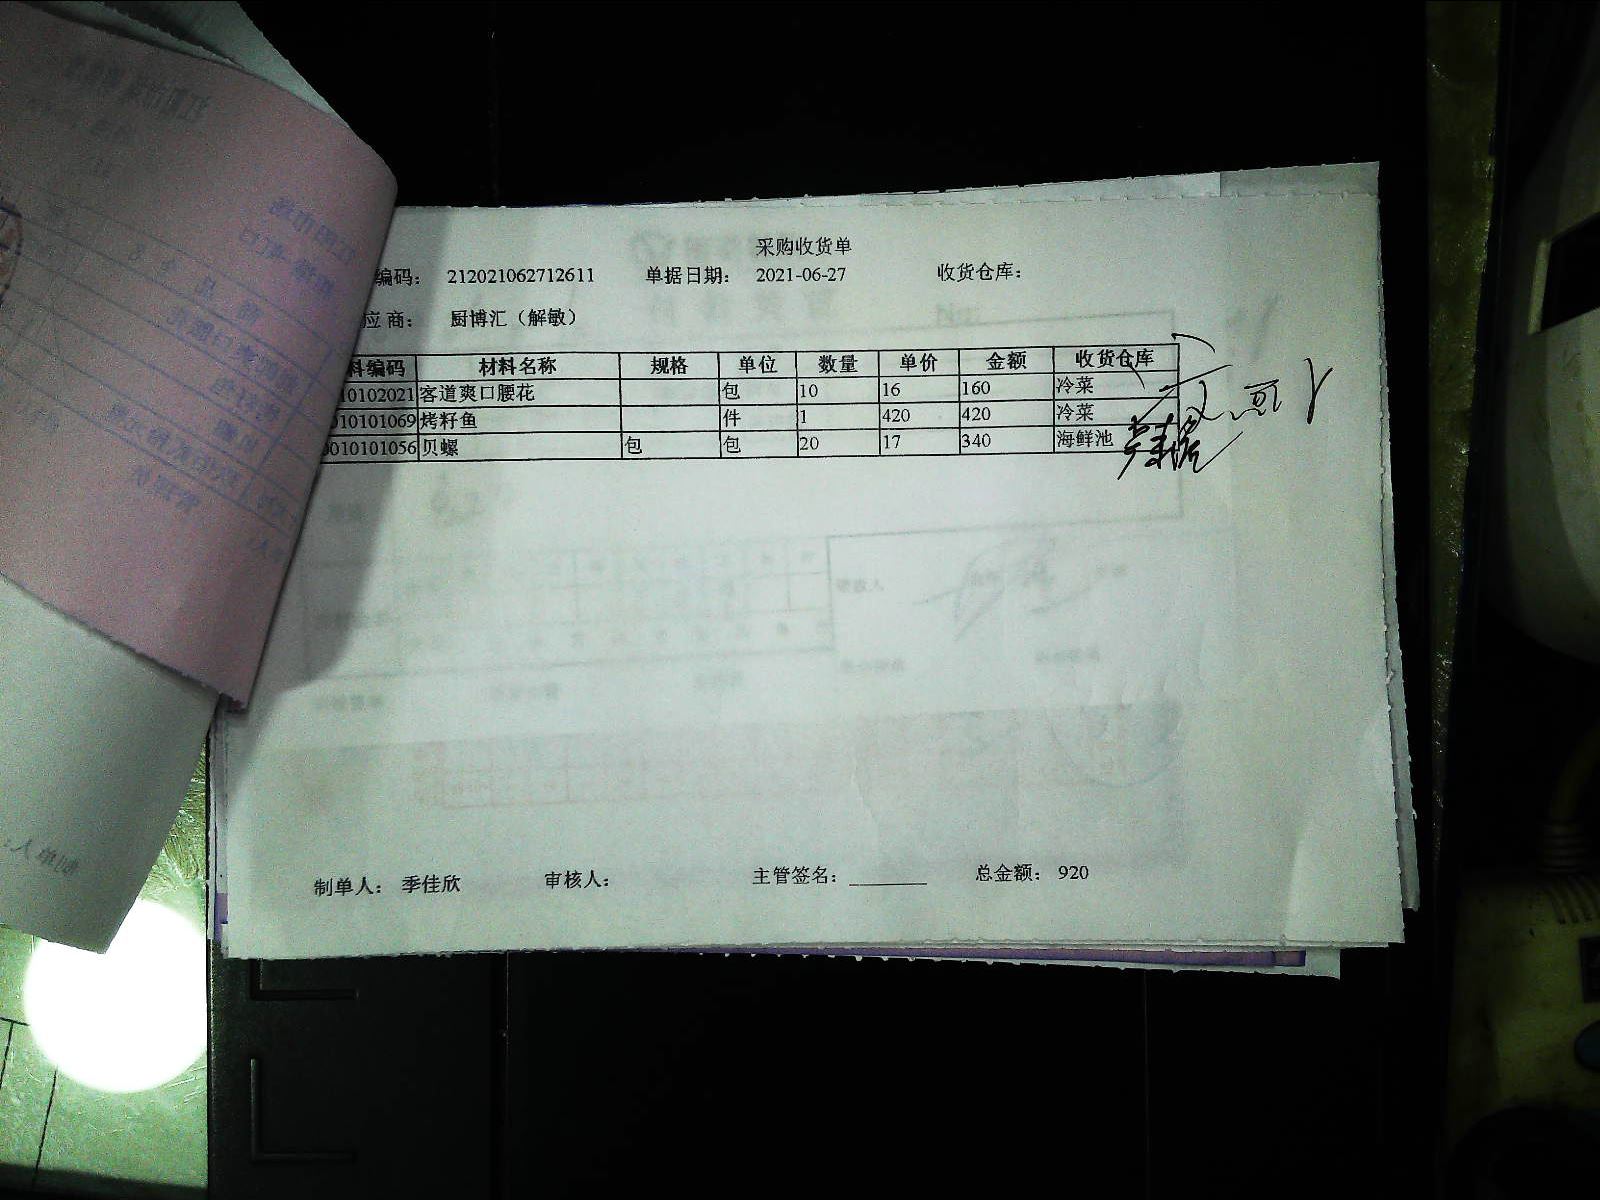 采购收货单
编码： 212021062712611 单据日期： 2021-06-27 收货仓库：
应商： 厨博汇（解敏）
料编码 材料名称 规格 单位 数量 单价 金额 收货仓库
10102021 客道爽口腰花 包 10 16 160 冷菜
010101069 烤籽鱼 件 1 420 420 冷菜
0010101056 贝螺 包 包 20 17 340 海鲜池
制单人： 季佳欣 审核人： 主管签名： 总金额： 920